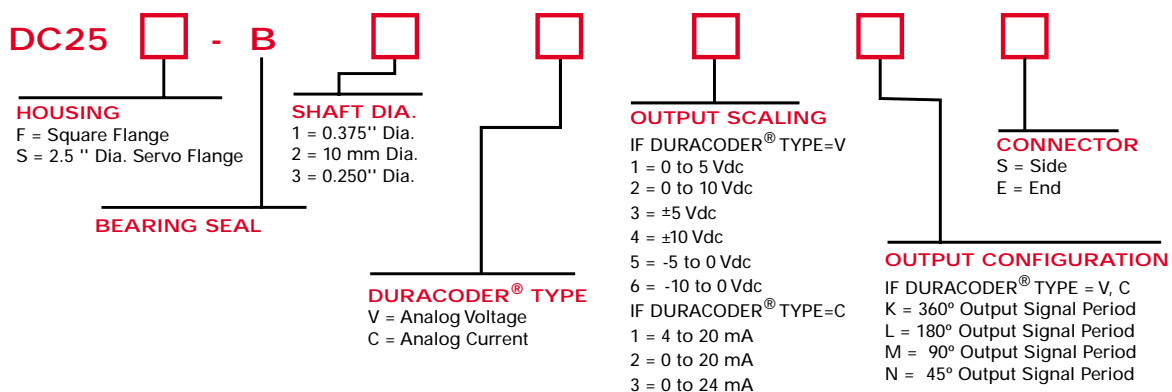 DC25 - B
HOUSING
F = Square Flange
S = 2.5 '' Dia. Servo Flange
BEARING SEAL
SHAFT DIA.
1 = 0.375'' Dia.
2 = 10 mm Dia.
3 = 0.250'' Dia.
DURACODER® TYPE
V = Analog Voltage
C = Analog Current
OUTPUT SCALING
IF DURACODER® TYPE=V
1 = 0 to 5 Vdc
2 = 0 to 10 Vdc
3 = ±5 Vdc
4 = ±10 Vdc
5 = -5 to 0 Vdc
6 = -10 to 0 Vdc
IF DURACODER® TYPE=C
1 = 4 to 20 mA
2 = 0 to 20 mA
3 = 0 to 24 mA
OUTPUT CONFIGURATION
IF DURACODER® TYPE = V, C
K = 360º Output Signal Period
L = 180º Output Signal Period
M = 90º Output Signal Period
N = 45º Output Signal Period
CONNECTOR
S = Side
E = End